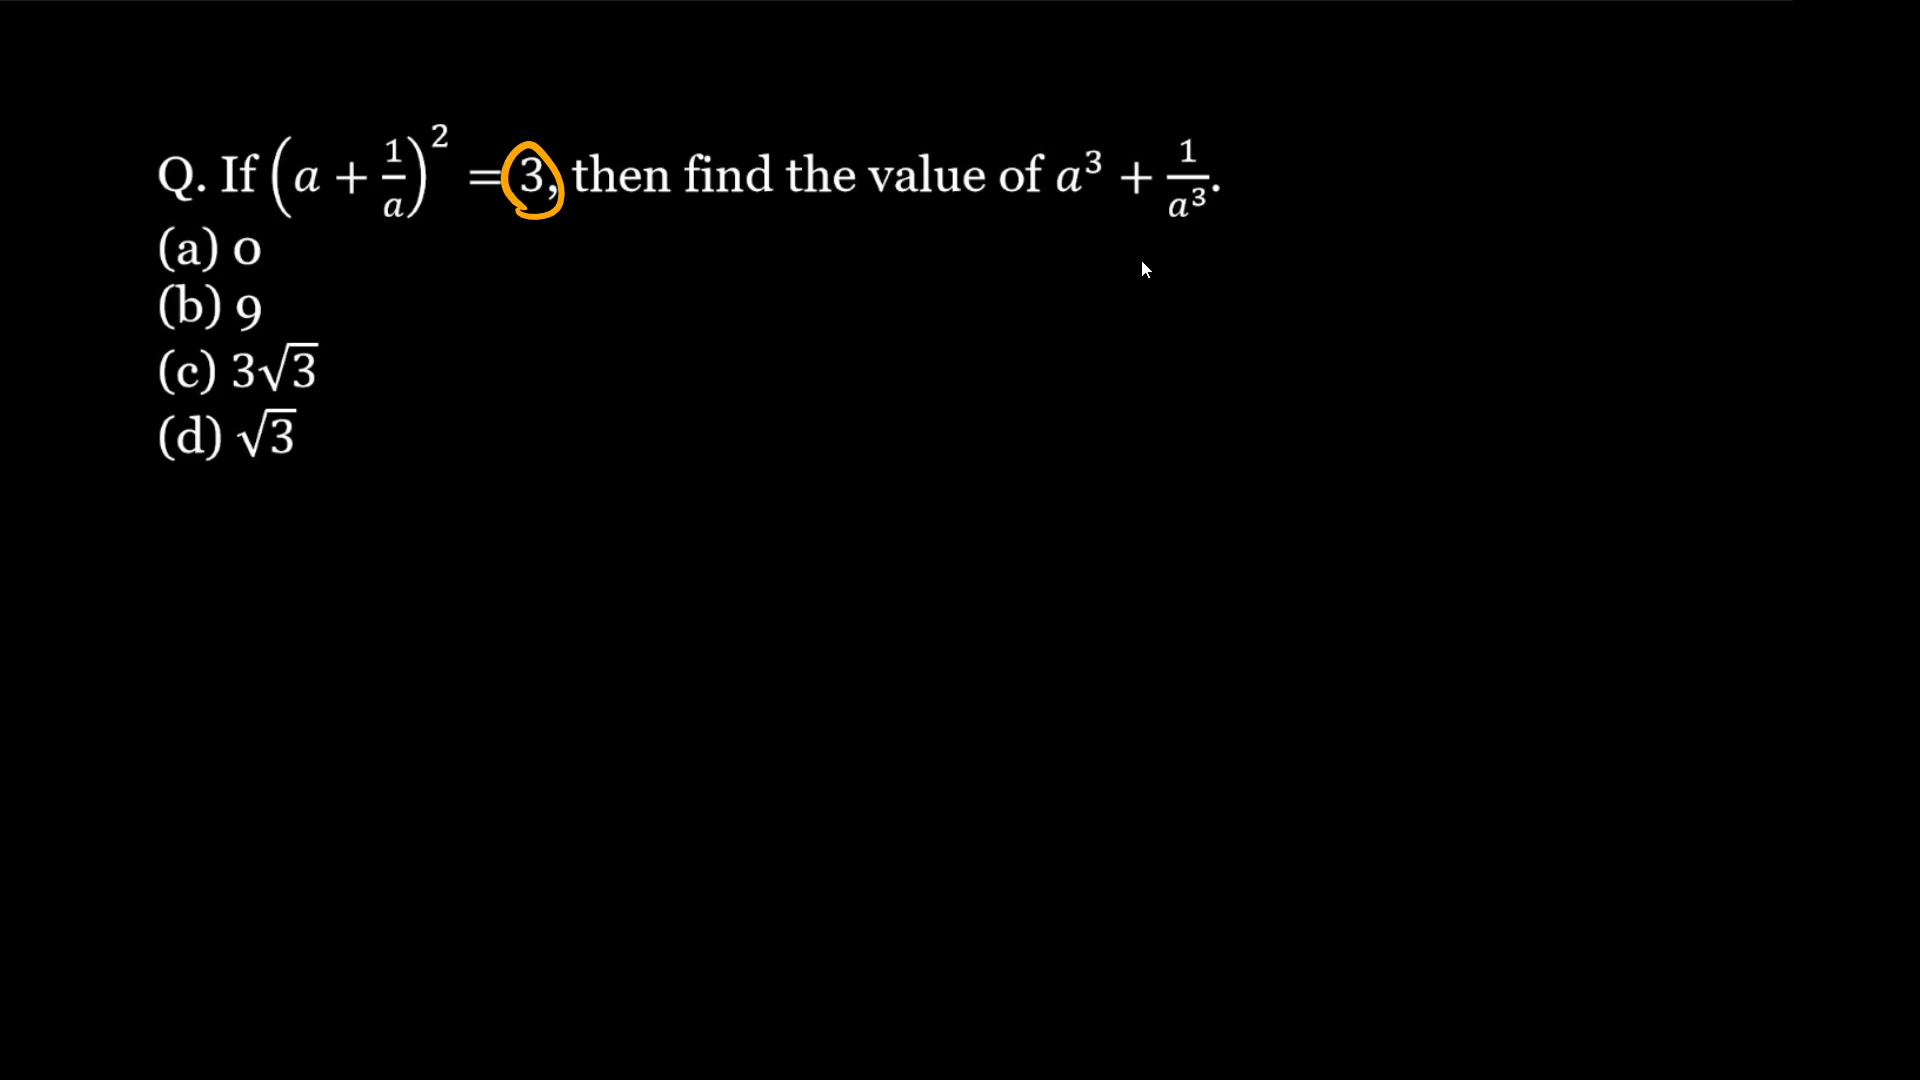 Q. If (a + 1/a)² = 3, then find the value of a³ + 1/a³.
(a) 0
(b) 9
(c) 3√3
(d) √3